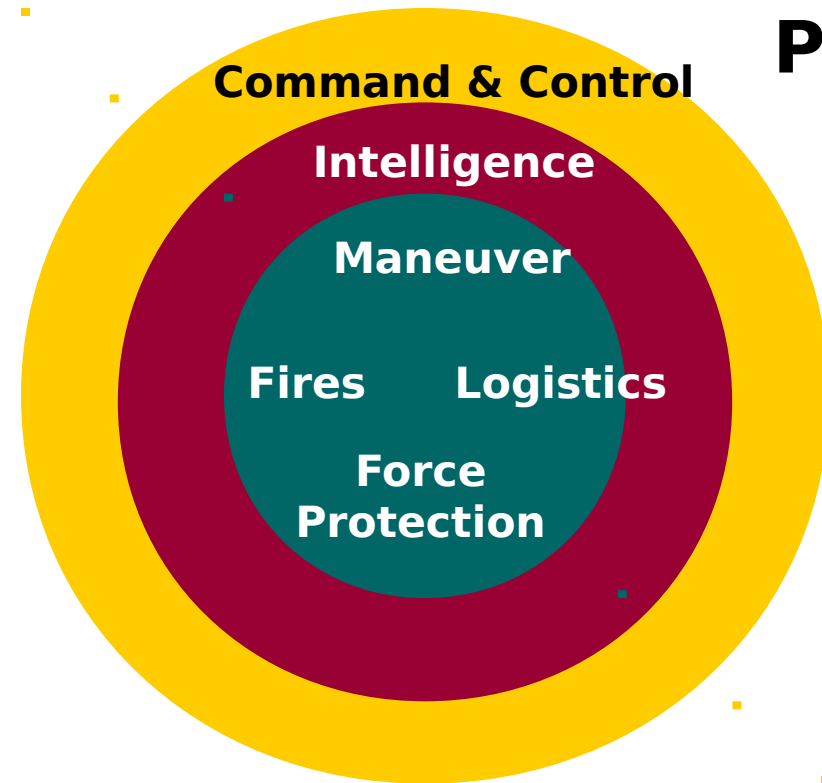 P
Command & Control
Intelligence
Maneuver
Fires Logistics
Force
Protection